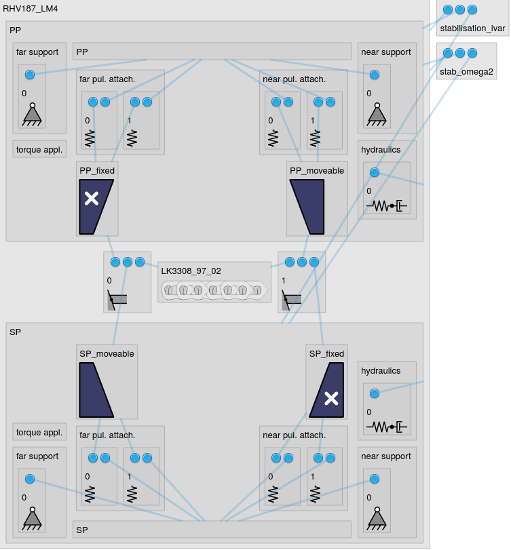 RHV187_LM4
stabilisation_ivar
PP
far support
PP
near support
stab_omega2
far pul. attach.
near pul. attach.
0
0
0
1
0
1
torque appl.
hydraulics
PP_fixed
PP_moveable
0
LK3308_97_02
0
1
SP
SP_moveable
SP_fixed
hydraulics
0
torque appl.
far pul. attach.
near pul. attach.
far support
near support
0
0
1
0
1
0
SP